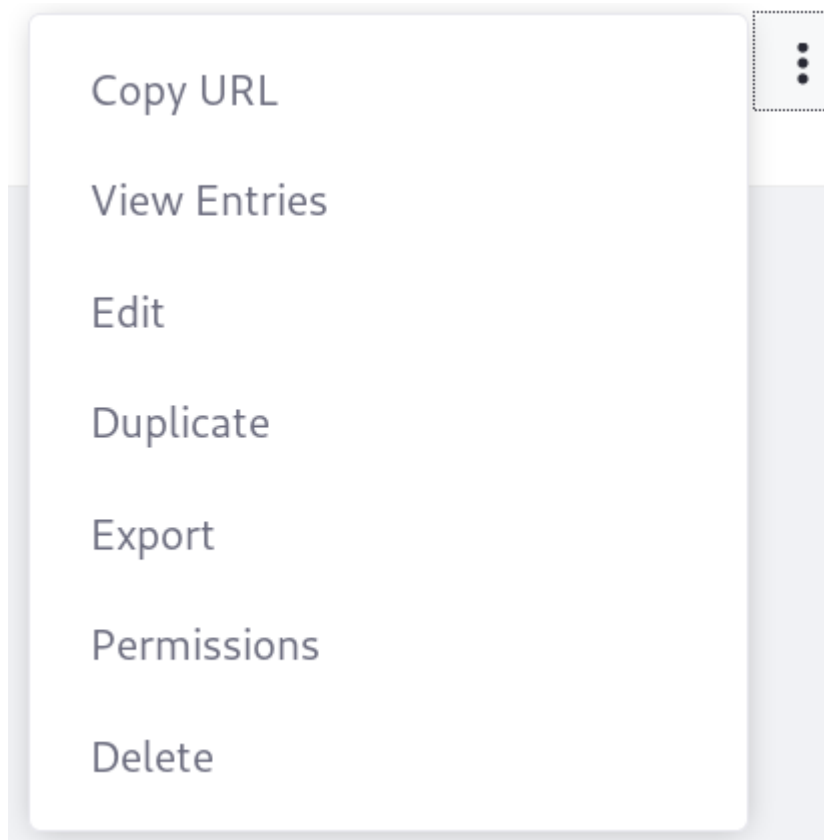 Copy URL
View Entries
Edit
Duplicate
Export
Permissions
Delete